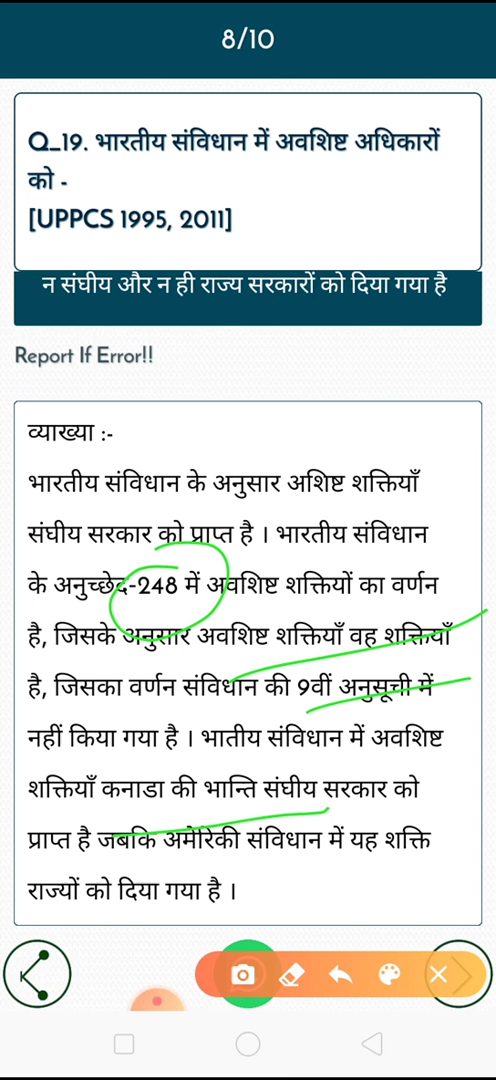 8/10
Q_19. भारतीय संविधान में अवशिष्ट अधिकारों
को -
[UPPCS 1995, 2011]
न संघीय और न ही राज्य सरकारों को दिया गया है
Report If Error!!
व्याख्या :-
भारतीय संविधान के अनुसार अशिष्ट शक्तियाँ
संघीय सरकार को प्राप्त है । भारतीय संविधान
के अनुच्छेद-248 में अवशिष्ट शक्तियों का वर्णन
है, जिसके अनुसार अवशिष्ट शक्तियाँ वह शक्तियाँ
है, जिसका वर्णन संविधान की 9वीं अनुसूची में
नहीं किया गया है । भातीय संविधान में अवशिष्ट
शक्तियाँ कनाडा की भान्ति संघीय सरकार को
प्राप्त है जबकि अमेरिकी संविधान में यह शक्ति
राज्यों को दिया गया है ।